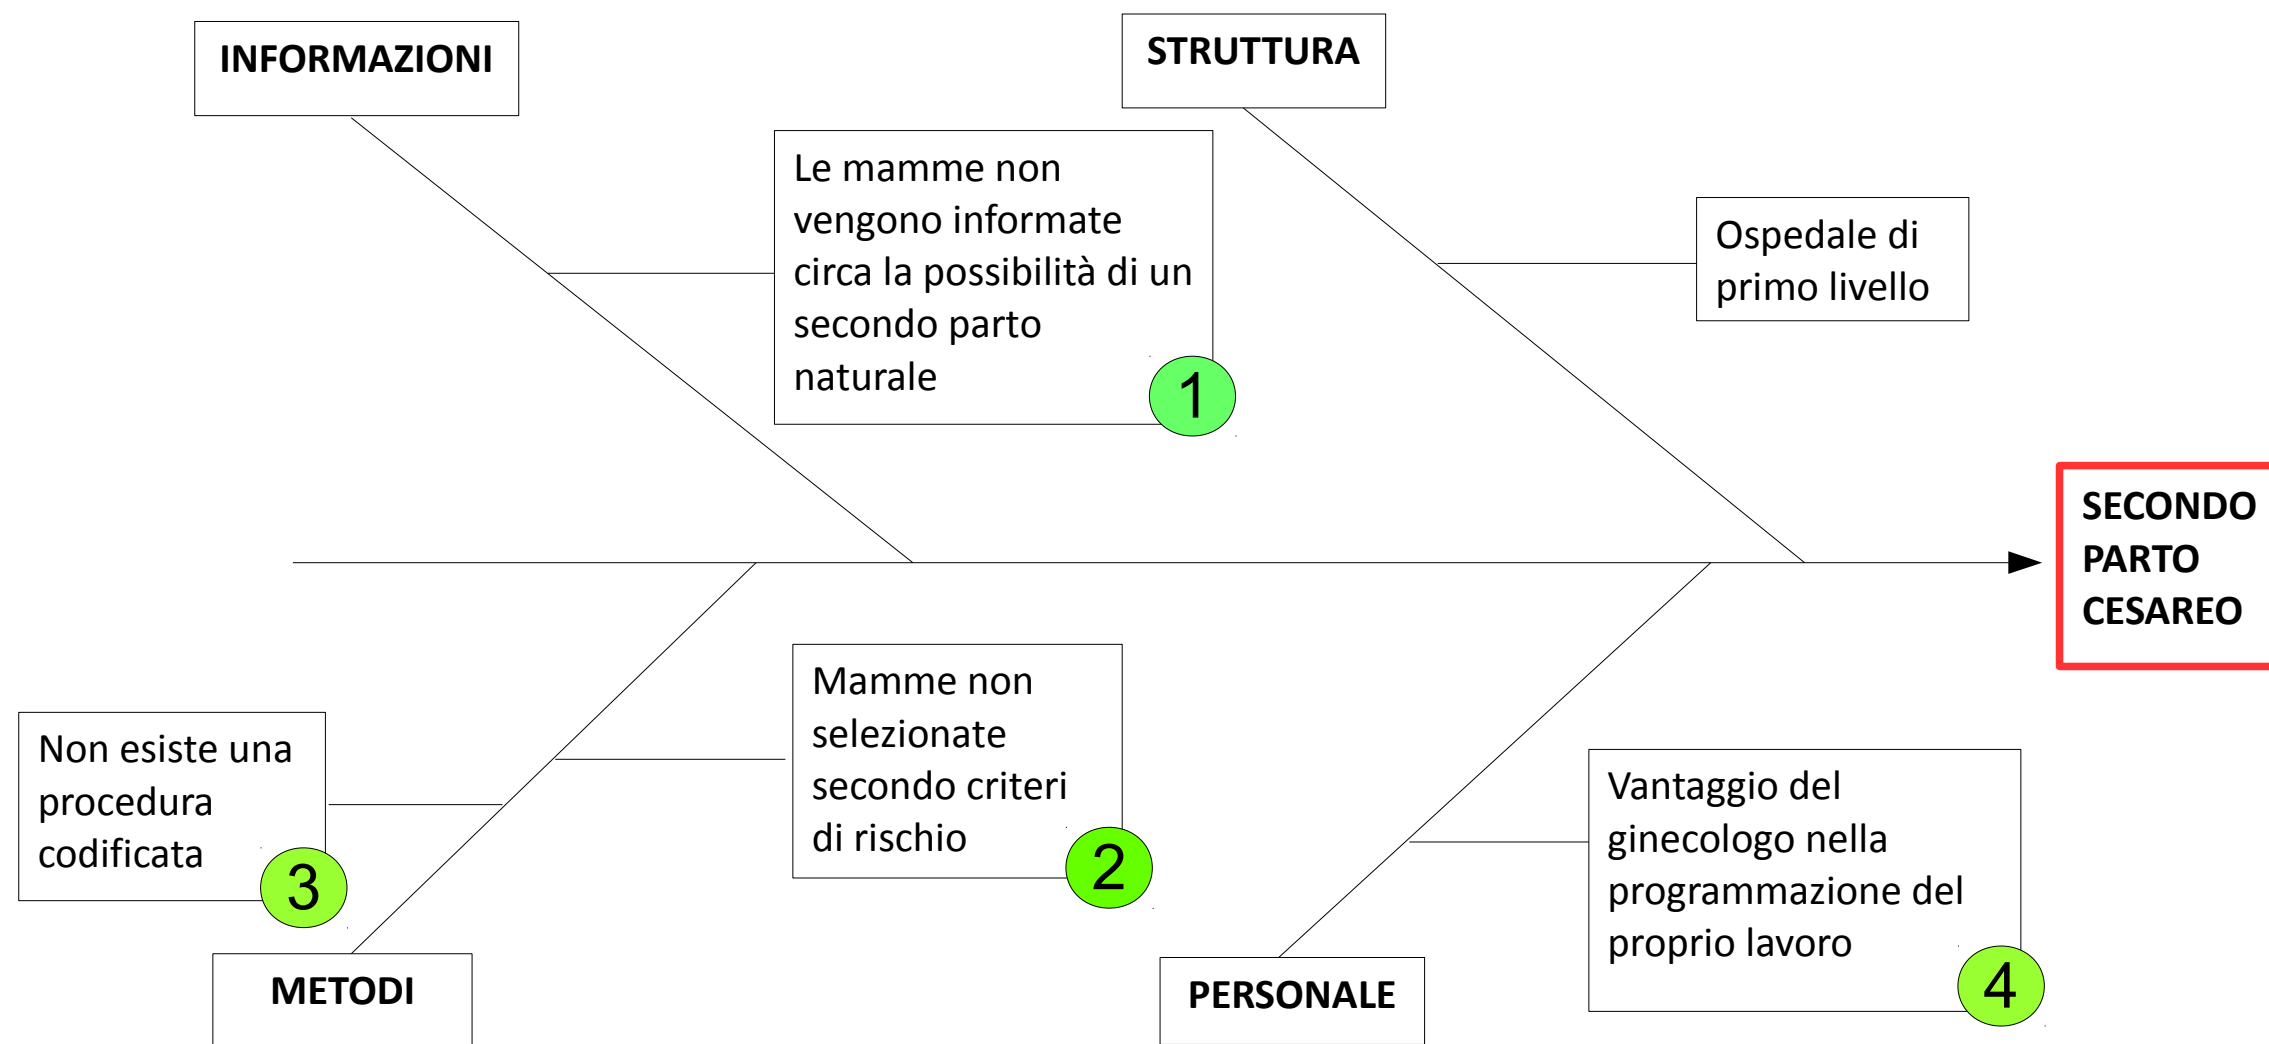 INFORMAZIONI
STRUTTURA
Le mamme non
vengono informate
circa la possibilità di un
secondo parto
naturale
1
Ospedale di
primo livello
SECONDO
PARTO
CESAREO
Non esiste una
procedura
codificata
3
Mamme non
selezionate
secondo criteri
di rischio
2
Vantaggio del
ginecologo nella
programmazione del
proprio lavoro
4
METODI
PERSONALE